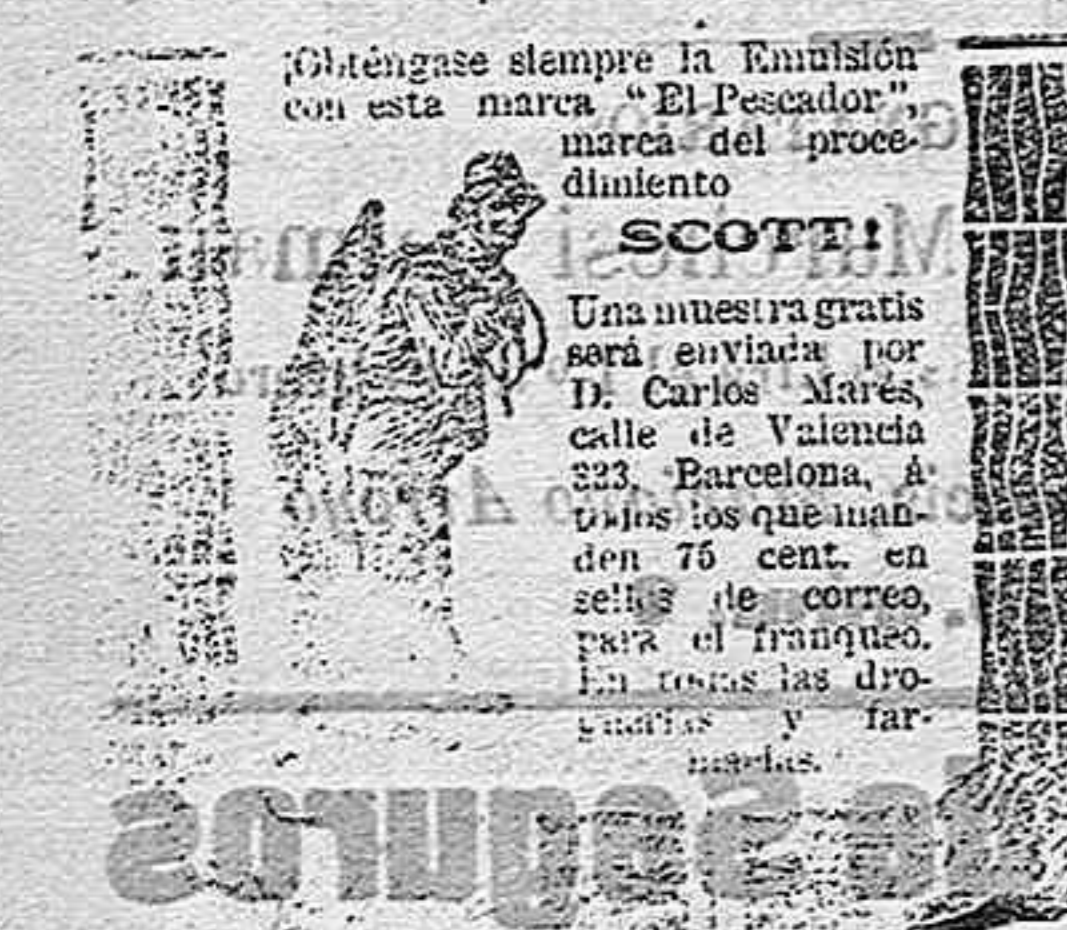 ¡Obténgase siempre la Emulsión
con esta marca "El Pescador",
marca del proce-
dimiento
SCOTT!
Una muestra gratis
será enviada por
D. Carlos Marés,
calle de Valencia
333, Barcelona, á
todos los que man-
den 75 cent. en
sellos de correo,
para el franqueo.
En todas las dro-
guerías y far-
macias.
Seguros